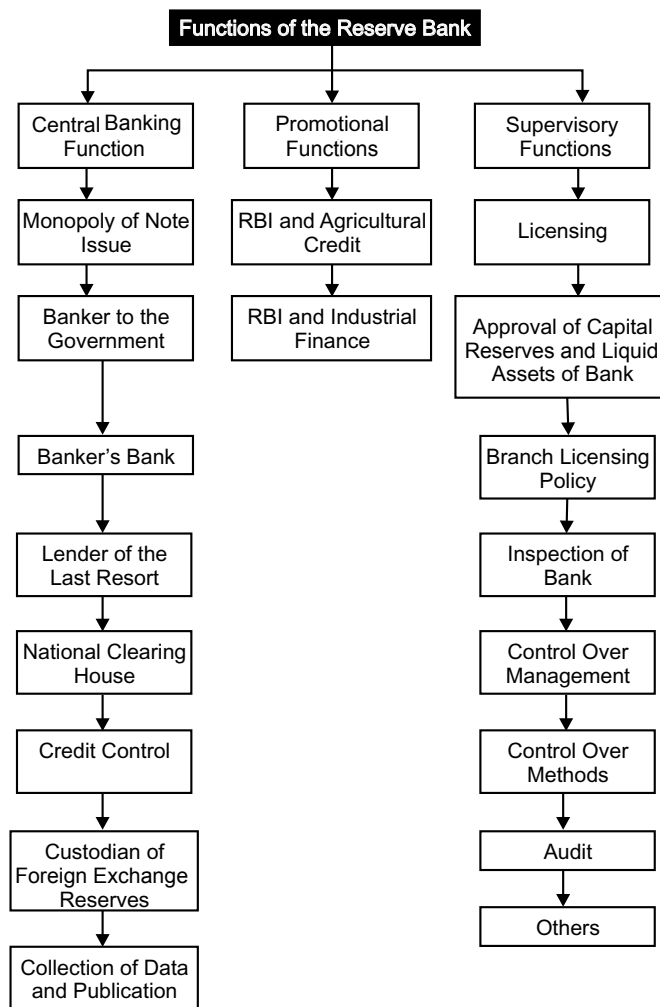 Functions of the Reserve Bank
Central Banking
Function
Monopoly of Note
Issue
Banker to the
Government
Banker’s Bank
Lender of the
Last Resort
National Clearing
House
Credit Control
Custodian of
Foreign Exchange
Reserves
Collection of Data
and Publication
Promotional
Functions
RBI and Agricultural
Credit
RBI and Industrial
Finance
Supervisory
Functions
Licensing
Approval of Capital
Reserves and Liquid
Assets of Bank
Branch Licensing
Policy
Inspection of
Bank
Control Over
Management
Control Over
Methods
Audit
Others